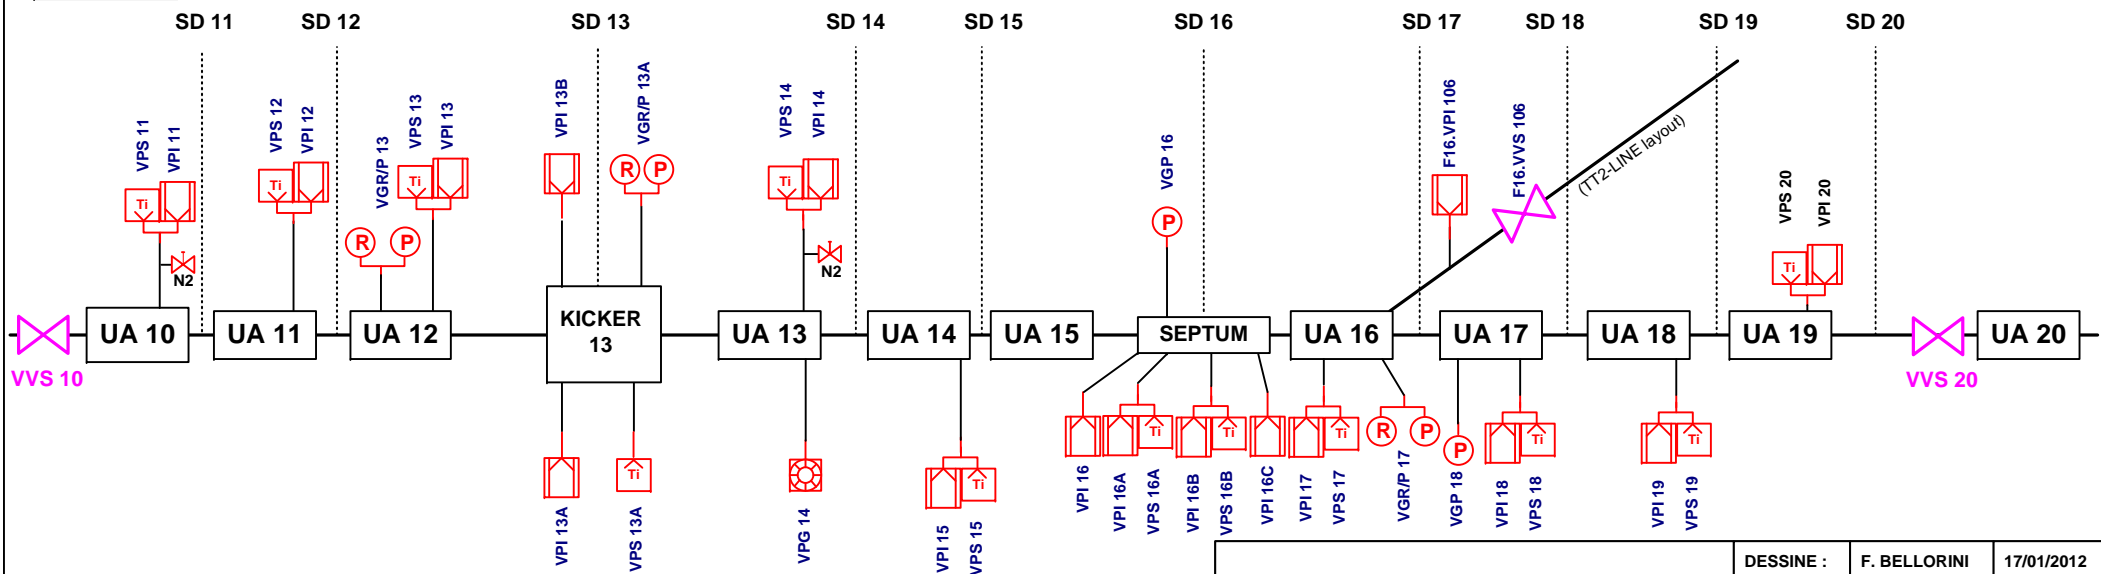 SD 11
SD 12
SD 13
SD 14
SD 15
SD 16
SD 17
SD 18
SD 19
SD 20
VPS 11
VPI 11
VPS 12
VPI 12
VGR/P 13
VPS 13
VPI 13
VPI 13B
VGR/P 13A
VPS 14
VPI 14
VGP 16
F16.VPI 106
F16.VVS 106
(TT2-LINE layout)
VPS 20
VPI 20
Ti
Ti
R
P
Ti
R
P
Ti
P
Ti
N2
N2
VVS 10
UA 10
UA 11
UA 12
KICKER
13
UA 13
UA 14
UA 15
SEPTUM
UA 16
UA 17
UA 18
UA 19
VVS 20
UA 20
Ti
Ti
Ti
Ti
Ti
R
P
P
Ti
Ti
VPI 13A
VPS 13A
VPG 14
VPI 15
VPS 15
VPI 16
VPI 16A
VPS 16A
VPI 16B
VPS 16B
VPI 16C
VPI 17
VPS 17
VGR/P 17
VGP 18
VPI 18
VPS 18
VPI 19
VPS 19
DESSINE : F. BELLORINI 17/01/2012